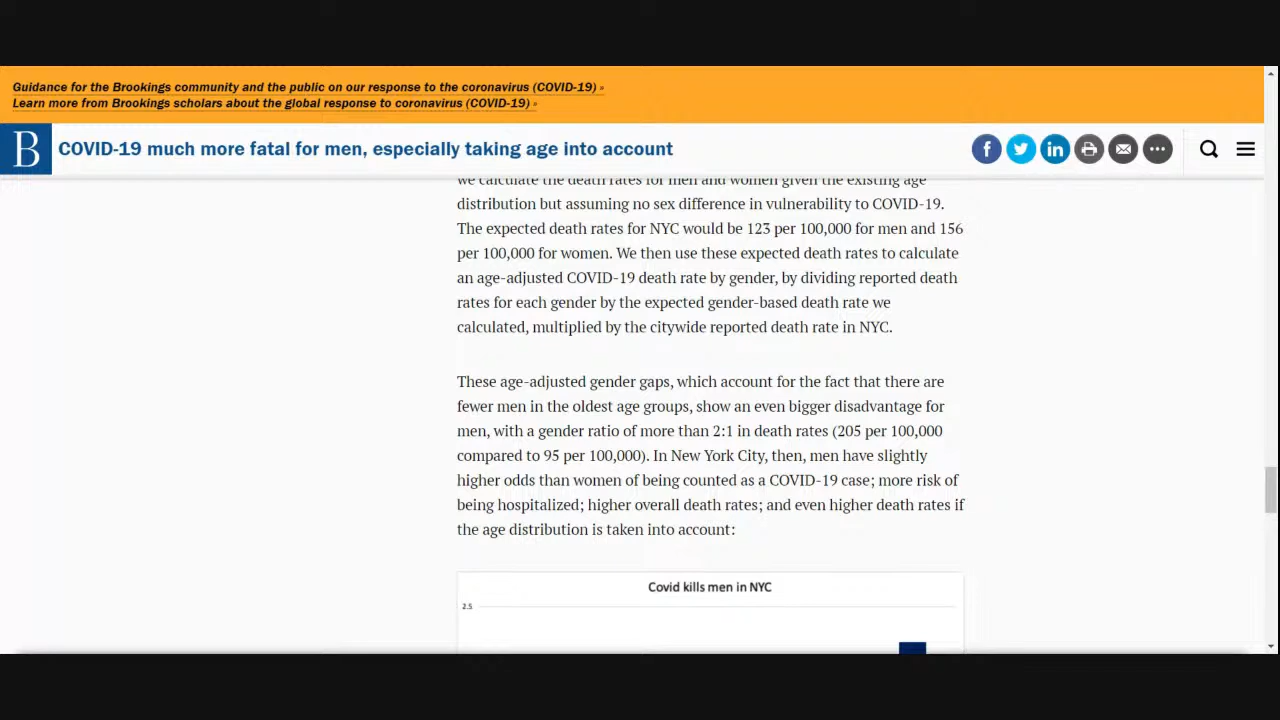 Guidance for the Brookings community and the public on our response to the coronavirus (COVID-19) »
Learn more from Brookings scholars about the global response to coronavirus (COVID-19) »
B
COVID-19 much more fatal for men, especially taking age into account
we calculate the death rates for men and women given the existing age
distribution but assuming no sex difference in vulnerability to COVID-19.
The expected death rates for NYC would be 123 per 100,000 for men and 156
per 100,000 for women. We then use these expected death rates to calculate
an age-adjusted COVID-19 death rate by gender, by dividing reported death
rates for each gender by the expected gender-based death rate we
calculated, multiplied by the citywide reported death rate in NYC.
These age-adjusted gender gaps, which account for the fact that there are
fewer men in the oldest age groups, show an even bigger disadvantage for
men, with a gender ratio of more than 2:1 in death rates (205 per 100,000
compared to 95 per 100,000). In New York City, then, men have slightly
higher odds than women of being counted as a COVID-19 case; more risk of
being hospitalized; higher overall death rates; and even higher death rates if
the age distribution is taken into account:
Covid kills men in NYC
2.5